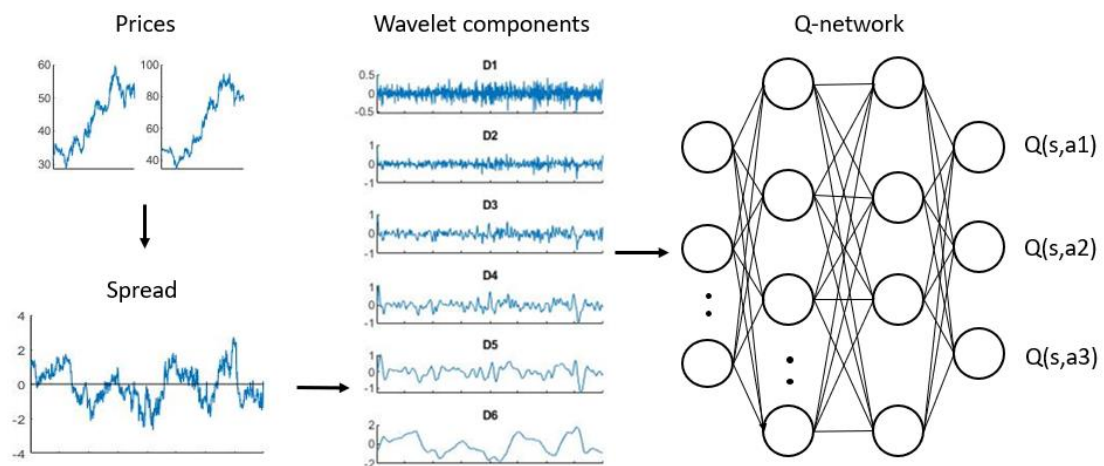 Prices
60
50
40
30
100
80
60
40
Spread
4
2
0
-2
-4
Wavelet components
D1
0.5
0
-0.5
D2
1
0
-1
D3
1
0
-1
D4
1
0
-1
D5
1
0
-1
D6
2
0
-2
Q-network
Q(s,a1)
Q(s,a2)
Q(s,a3)